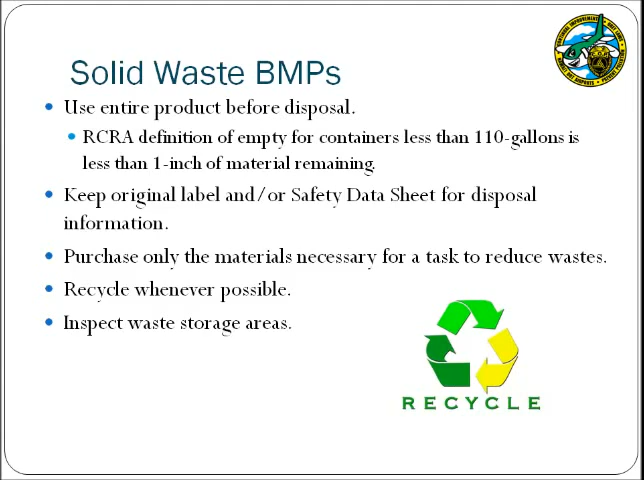 Solid Waste BMPs
Use entire product before disposal.
RCRA definition of empty for containers less than 110-gallons is
less than 1-inch of material remaining.
Keep original label and/or Safety Data Sheet for disposal
information.
Purchase only the materials necessary for a task to reduce wastes.
Recycle whenever possible.
Inspect waste storage areas.
RECYCLE